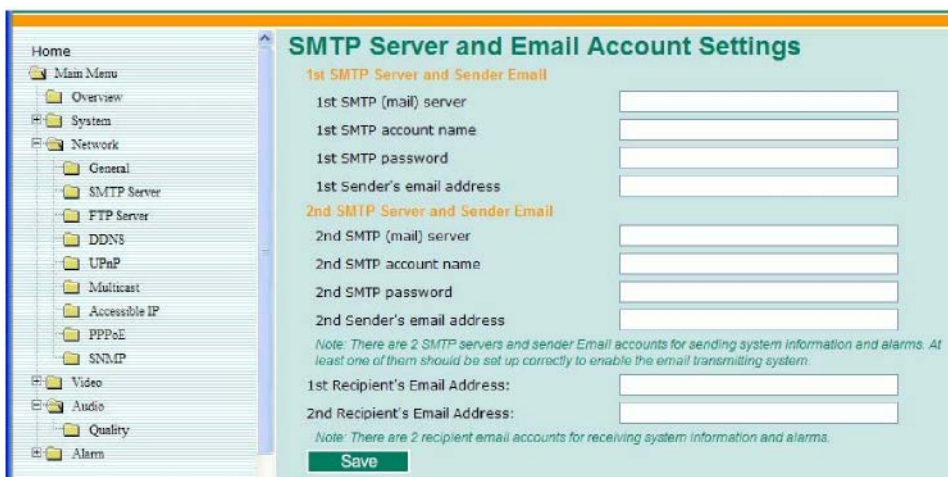 Home
Main Menu
Overview
System
Network
General
SMTP Server
FTP Server
DDNS
UPnP
Multicast
Accessible IP
PPPoE
SNMP
Video
Audio
Quality
Alarm
SMTP Server and Email Account Settings
1st SMTP Server and Sender Email
1st SMTP (mail) server
1st SMTP account name
1st SMTP password
1st Sender's email address
2nd SMTP Server and Sender Email
2nd SMTP (mail) server
2nd SMTP account name
2nd SMTP password
2nd Sender's email address
Note: There are 2 SMTP servers and sender Email accounts for sending system information and alarms. At
least one of them should be set up correctly to enable the email transmitting system.
1st Recipient's Email Address:
2nd Recipient's Email Address:
Note: There are 2 recipient email accounts for receiving system information and alarms.
Save